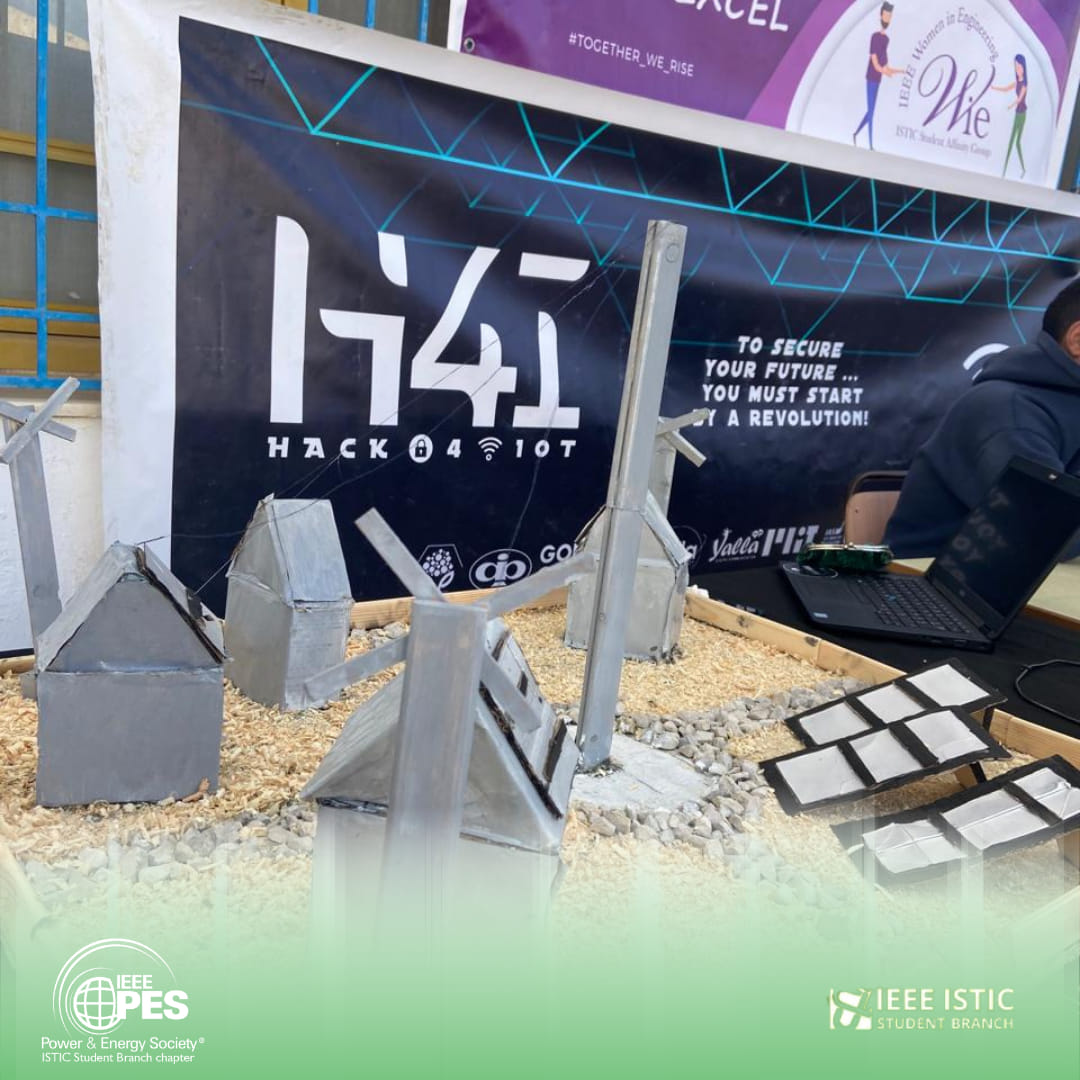 EXCEL
#TOGETHER_WE_RISE
IEEE Women in Engineering
Wie
ISTIC Student Affinity Group
H4I
HACK 4 IOT
TO SECURE
YOUR FUTURE ...
YOU MUST START
BY A REVOLUTION!
Yalla
IEEE
PES
Power & Energy Society®
ISTIC Student Branch chapter
IEEE ISTIC
STUDENT BRANCH